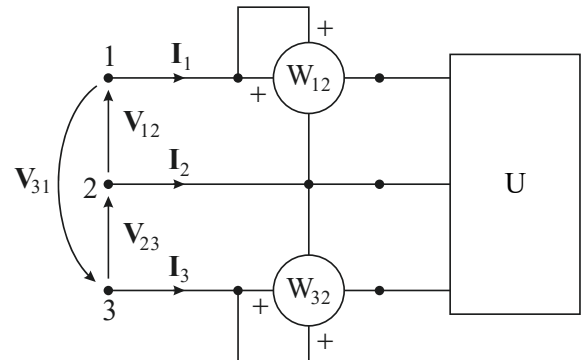 +
1
I₁
W₁₂
+
V₁₂
I₂
V₃₁
2
U
V₂₃
I₃
W₃₂
+
3
+